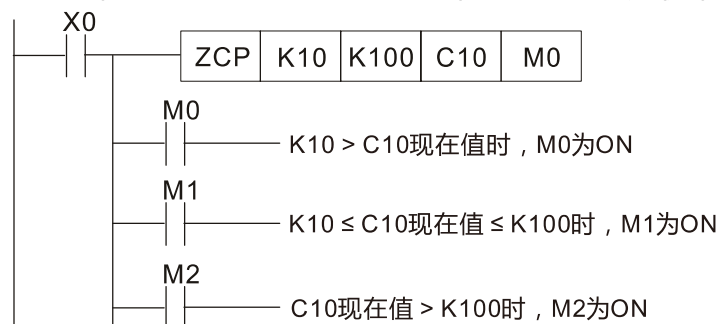 X0
ZCP K10 K100 C10 M0
M0
K10 > C10现在值时，M0为ON
M1
K10 ≤ C10现在值 ≤ K100时，M1为ON
M2
C10现在值 > K100时，M2为ON